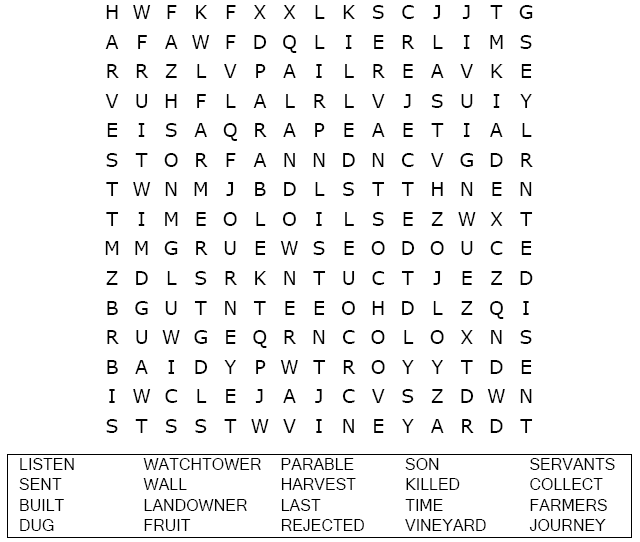 H W F K F X X L K S C J J T G
A F A W F D Q L I E R L I M S
R R Z L V P A I L R E A V K E
V U H F L A L R L V J S U I Y
E I S A Q R A P E A E T I A L
S T O R F A N N D N C V G D R
T W N M J B D L S T T H N E N
T I M E O L O I L S E Z W X T
M M G R U E W S E O D O U C E
Z D L S R K N T U C T J E Z D
B G U T N T E E O H D L Z Q I
R U W G E Q R N C O L O X N S
B A I D Y P W T R O Y Y T D E
I W C L E J A J C V S Z D W N
S T S S T W V I N E Y A R D T
LISTEN WATCHTOWER PARABLE SON SERVANTS
SENT WALL HARVEST KILLED COLLECT
BUILT LANDOWNER LAST TIME FARMERS
DUG FRUIT REJECTED VINEYARD JOURNEY